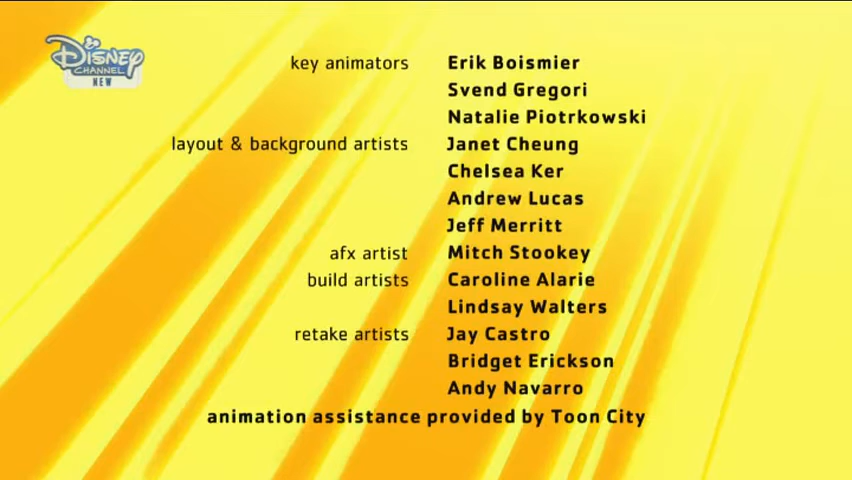 Disney
CHANNEL
NEW
key animators Erik Boismier
Svend Gregori
Natalie Piotrkowski
layout & background artists Janet Cheung
Chelsea Ker
Andrew Lucas
Jeff Merritt
afx artist Mitch Stookey
build artists Caroline Alarie
Lindsay Walters
retake artists Jay Castro
Bridget Erickson
Andy Navarro
animation assistance provided by Toon City